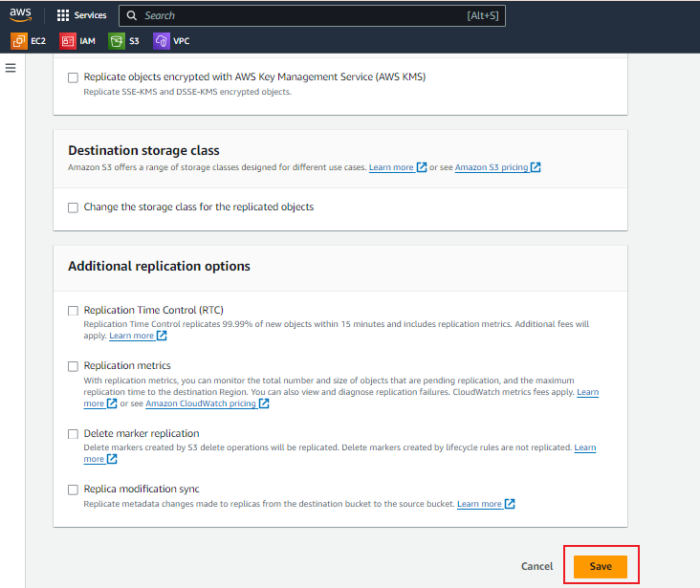 aws
Services
Search
[Alt+S]
EC2
IAM
S3
VPC
Replicate objects encrypted with AWS Key Management Service (AWS KMS)
Replicate SSE-KMS and DSSE-KMS encrypted objects.
Destination storage class
Amazon S3 offers a range of storage classes designed for different use cases. Learn more or see Amazon S3 pricing
Change the storage class for the replicated objects
Additional replication options
Replication Time Control (RTC)
Replication Time Control replicates 99.99% of new objects within 15 minutes and includes replication metrics. Additional fees will
apply. Learn more
Replication metrics
With replication metrics, you can monitor the total number and size of objects that are pending replication, and the maximum
replication time to the destination Region. You can also view and diagnose replication failures. CloudWatch metrics fees apply. Learn
more or see Amazon CloudWatch pricing
Delete marker replication
Delete markers created by S3 delete operations will be replicated. Delete markers created by lifecycle rules are not replicated. Learn
more
Replica modification sync
Replicate metadata changes made to replicas from the destination bucket to the source bucket. Learn more
Cancel
Save